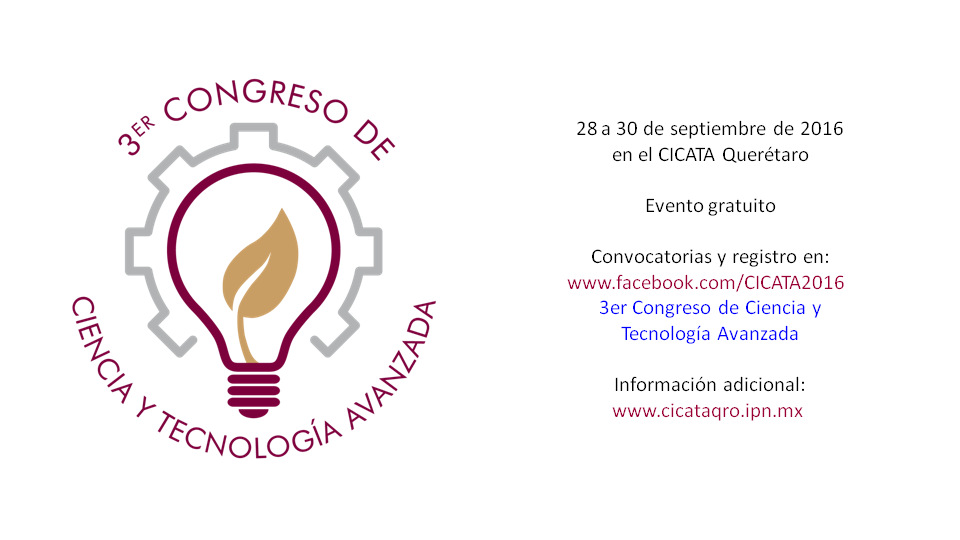 3ER CONGRESO DE
CIENCIA Y TECNOLOGÍA AVANZADA
28 a 30 de septiembre de 2016
en el CICATA Querétaro
Evento gratuito
Convocatorias y registro en:
www.facebook.com/CICATA2016
3er Congreso de Ciencia y
Tecnología Avanzada
Información adicional:
www.cicataqro.ipn.mx